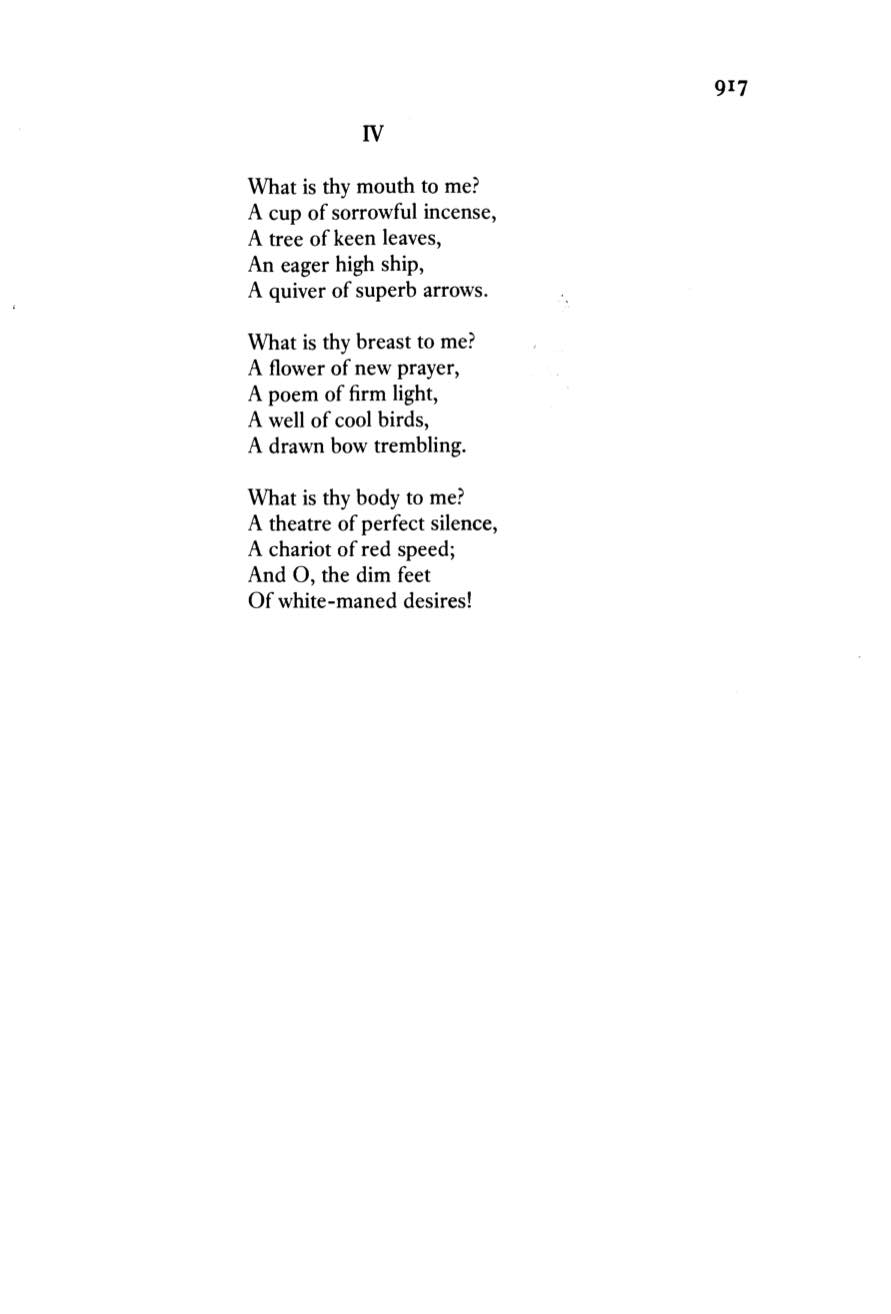 917
IV
What is thy mouth to me?
A cup of sorrowful incense,
A tree of keen leaves,
An eager high ship,
A quiver of superb arrows.
What is thy breast to me?
A flower of new prayer,
A poem of firm light,
A well of cool birds,
A drawn bow trembling.
What is thy body to me?
A theatre of perfect silence,
A chariot of red speed;
And O, the dim feet
Of white-maned desires!